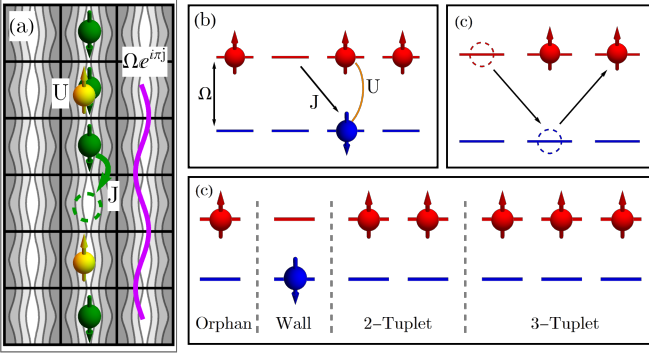 (a)
Ωe^{iπj}
U
J
(b)
Ω
J
U
(c)
(c)
Orphan Wall 2−Tuplet 3−Tuplet